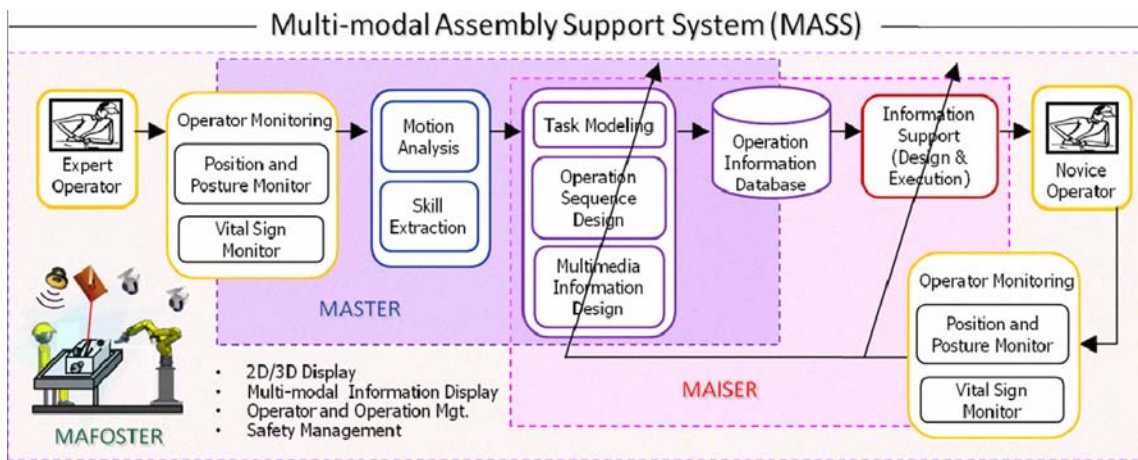 Multi-modal Assembly Support System (MASS)
Expert
Operator
Operator Monitoring
Position and
Posture Monitor
Vital Sign
Monitor
Motion
Analysis
Skill
Extraction
Task Modeling
Operation
Sequence
Design
Multimedia
Information
Design
Operation
Information
Database
Information
Support
(Design &
Execution)
Novice
Operator
Operator Monitoring
Position and
Posture Monitor
Vital Sign
Monitor
MASTER
MAISER
MAFOSTER
• 2D/3D Display
• Multi-modal Information Display
• Operator and Operation Mgt.
• Safety Management